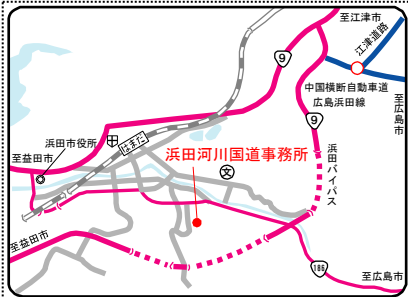 至江津市
江津道路
9
中国横断自動車道
広島浜田線
至広島市
9
浜田市役所
はまだ
至益田市
浜田河川国道事務所
文
浜田バイパス
至益田市
186
至広島市